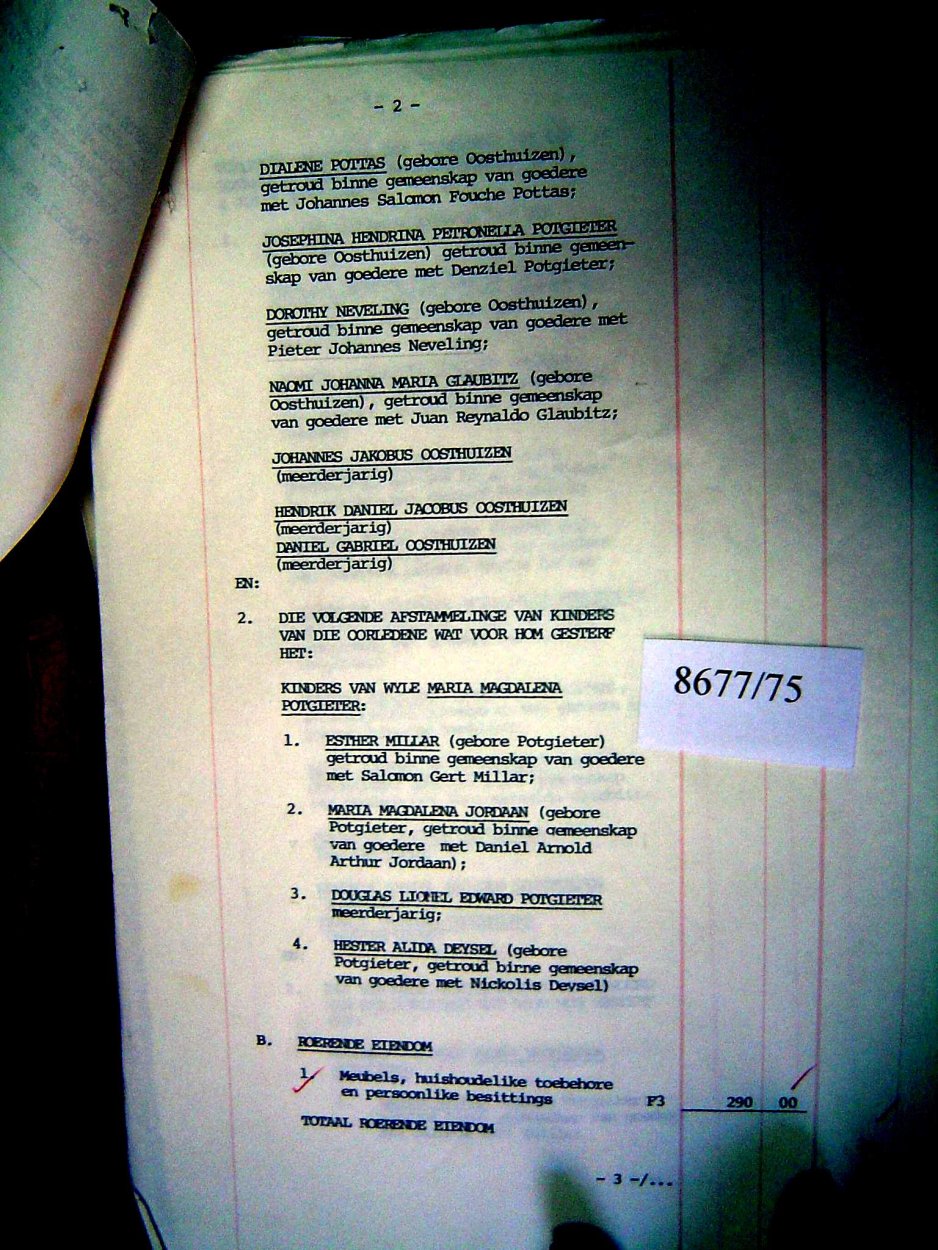 - 2 -
DIALENE POTTAS (gebore Oosthuizen),
getroud binne gemeenskap van goedere
met Johannes Salomon Fouche Pottas;
JOSEPHINA HENDRINA PETRONELLA POTGIETER
(gebore Oosthuizen) getroud binne gemeen-
skap van goedere met Denziel Potgieter;
DOROTHY NEVELING (gebore Oosthuizen),
getroud binne gemeenskap van goedere met
Pieter Johannes Neveling;
NAOMI JOHANNA MARIA GLAUBITZ (gebore
Oosthuizen), getroud binne gemeenskap
van goedere met Juan Reynaldo Glaubitz;
JOHANNES JAKOBUS OOSTHUIZEN
(meerderjarig)
HENDRIK DANIEL JACOBUS OOSTHUIZEN
(meerderjarig)
DANIEL GABRIEL OOSTHUIZEN
(meerderjarig)
EN:
2. DIE VOLGENDE AFSTAMMELINGE VAN KINDERS
VAN DIE OORLEDENE WAT VOOR HOM GESTERF
HET:
8677/75
KINDERS VAN WYLE MARIA MAGDALENA
POTGIETER:
1. ESTHER MILLAR (gebore Potgieter)
getroud binne gemeenskap van goedere
met Salomon Gert Millar;
2. MARIA MAGDALENA JORDAAN (gebore
Potgieter, getroud binne gemeenskap
van goedere met Daniel Arnold
Arthur Jordaan);
3. DOUGLAS LIONEL EDWARD POTGIETER
meerderjarig;
4. HESTER ALIDA DEYSEL (gebore
Potgieter, getroud binne gemeenskap
van goedere met Nickolis Deysel)
B. ROERENDE EIENDOM
1. Meubels, huishoudelike toebehore
en persoonlike besittings P3 290 00
TOTAAL ROERENDE EIENDOM
- 3 -/...